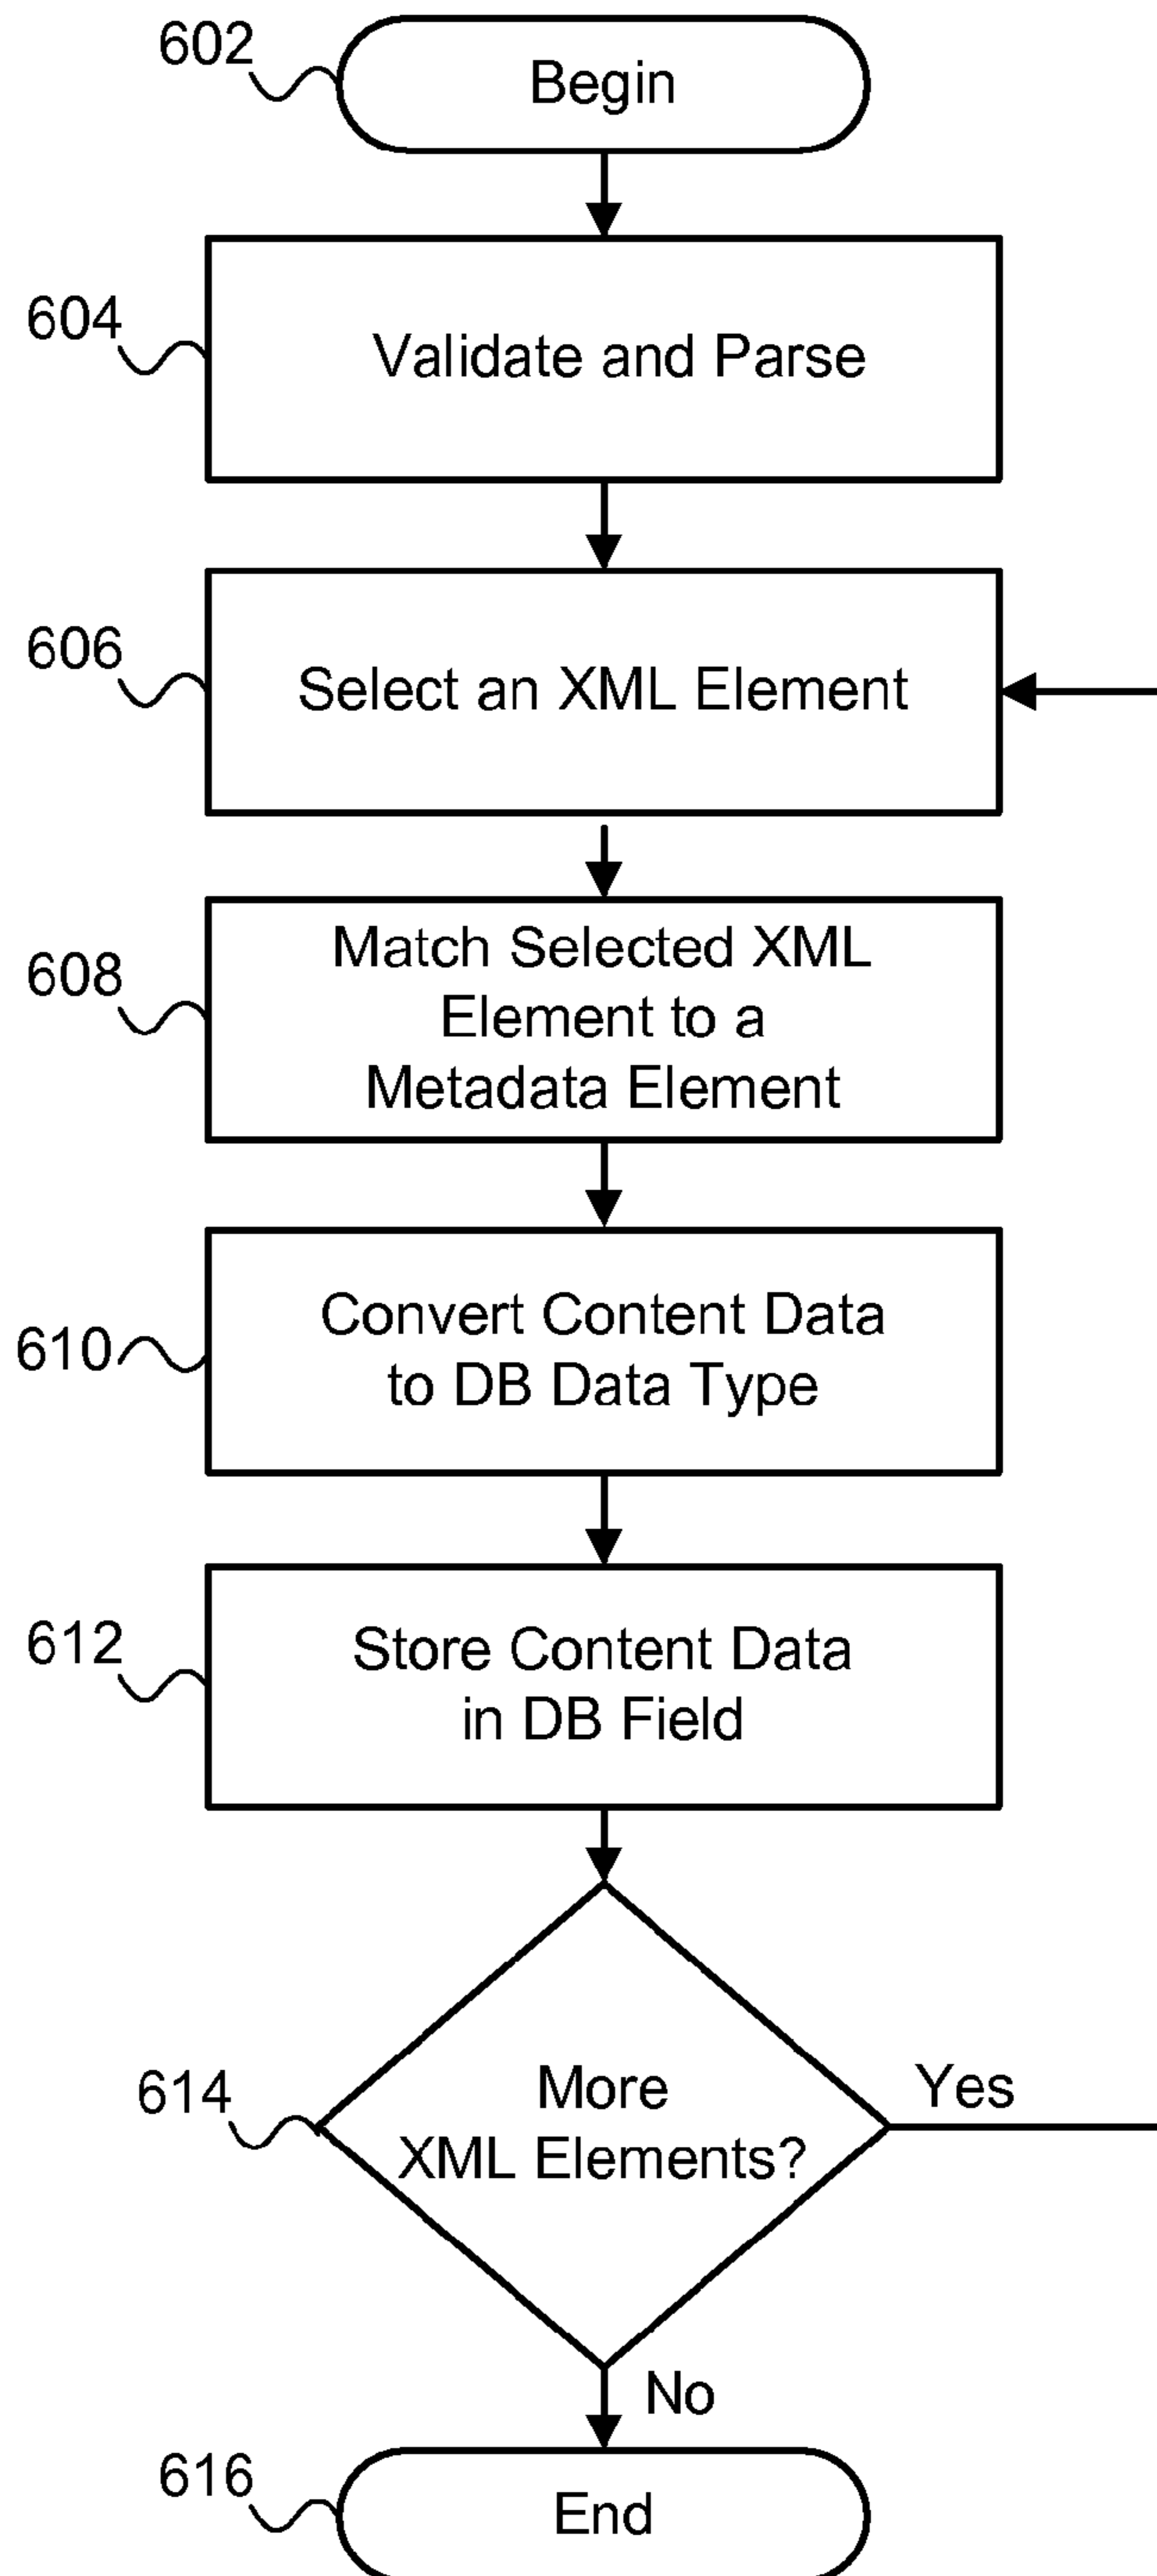 602
Begin
604
Validate and Parse
606
Select an XML Element
608
Match Selected XML
Element to a
Metadata Element
610
Convert Content Data
to DB Data Type
612
Store Content Data
in DB Field
614
More
XML Elements?
Yes
No
616
End